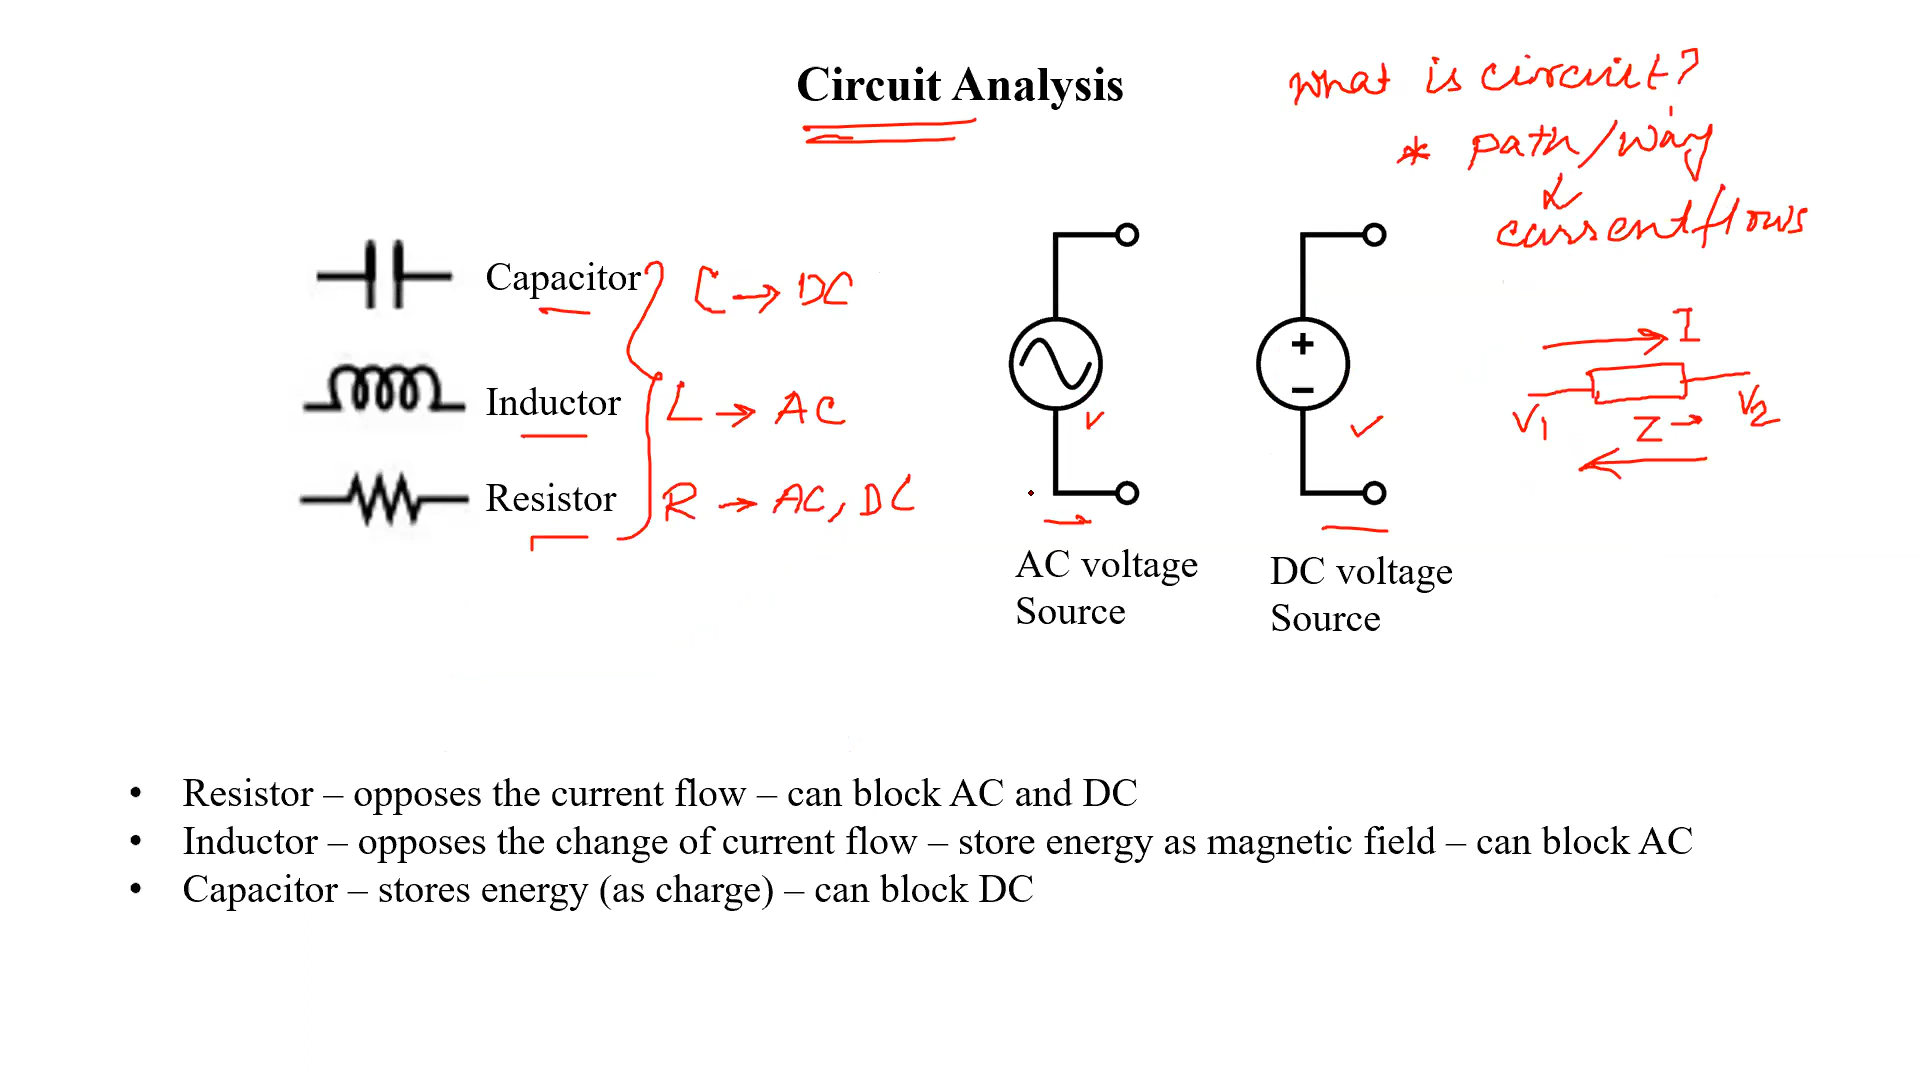 Circuit Analysis
what is circuit?
* path/way
current flows
Capacitor
C → DC
Inductor
L → AC
Resistor
R → AC, DC
+
−
I
V1
Z →
V2
AC voltage
Source
DC voltage
Source
• Resistor – opposes the current flow – can block AC and DC
• Inductor – opposes the change of current flow – store energy as magnetic field – can block AC
• Capacitor – stores energy (as charge) – can block DC